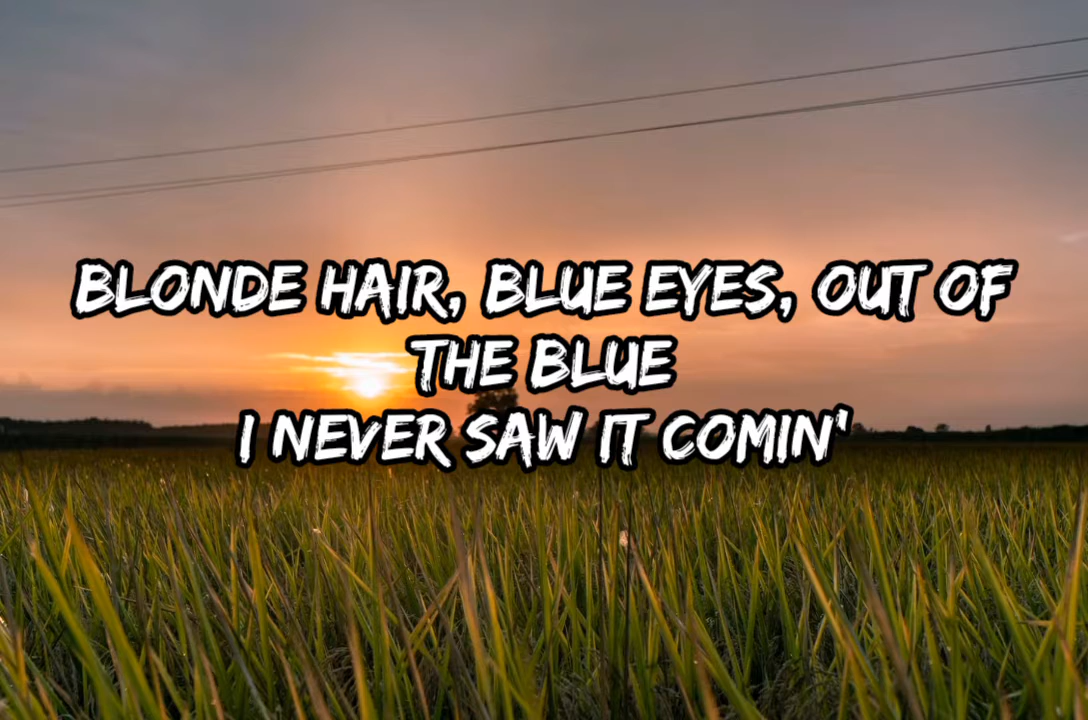 BLONDE HAIR, BLUE EYES, OUT OF
THE BLUE
I NEVER SAW IT COMIN'